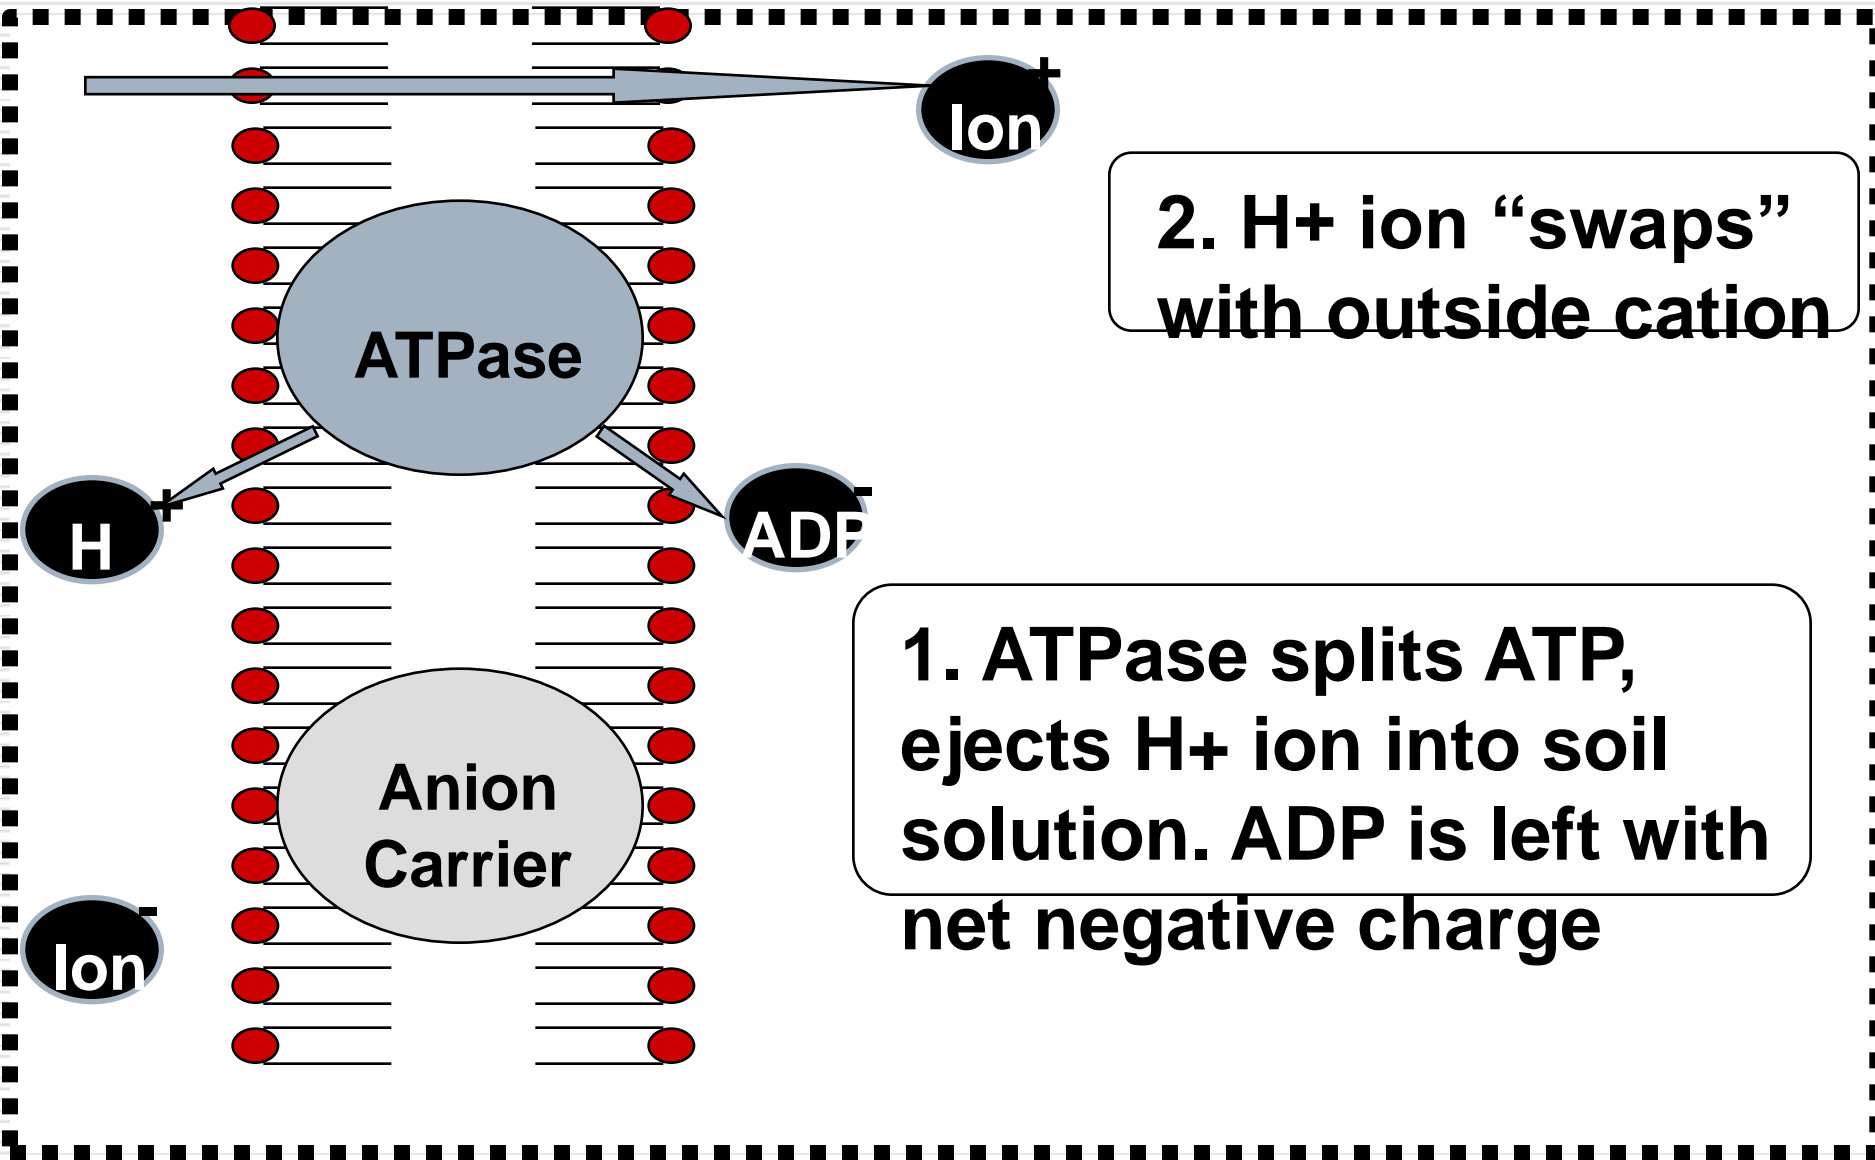 +
Ion
2. H+ ion “swaps”
with outside cation
ATPase
+
H
-
ADP
1. ATPase splits ATP,
ejects H+ ion into soil
solution. ADP is left with
net negative charge
Anion
Carrier
-
Ion